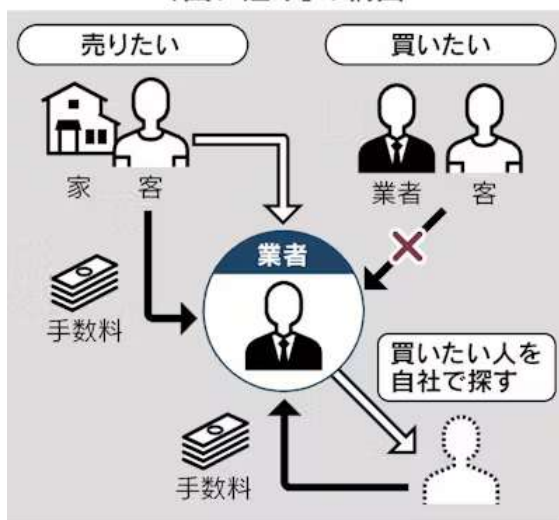 売りたい
買いたい
家
客
業者
客
業者
手数料
買いたい人を
自社で探す
手数料